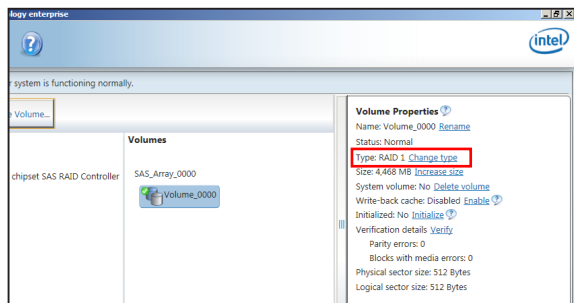 ology enterprise
intel
r system is functioning normally.
e Volume...
Volumes
chipset SAS RAID Controller
SAS_Array_0000
Volume_0000
Volume Properties
Name: Volume_0000 Rename
Status: Normal
Type: RAID 1 Change type
Size: 4,468 MB Increase size
System volume: No Delete volume
Write-back cache: Disabled Enable
Initialized: No Initialize
Verification details Verify
Parity errors: 0
Blocks with media errors: 0
Physical sector size: 512 Bytes
Logical sector size: 512 Bytes